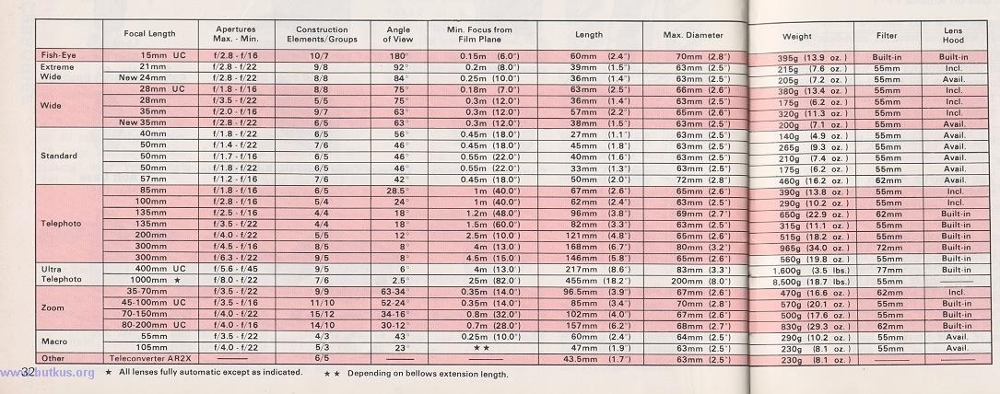 Focal Length Apertures Max. - Min. Construction Elements/Groups Angle of View Min. Focus from Film Plane Length Max. Diameter Weight Filter Lens Hood
Fish-Eye 15mm UC f/2.8 - f/16 10/7 180° 0.15m (6.0") 60mm (2.4") 70mm (2.8") 395g (13.9 oz.) Built-in Built-in
Extreme Wide 21mm f/2.8 - f/22 9/8 92° 0.2m (8.0") 39mm (1.5") 63mm (2.5") 215g (7.6 oz.) 55mm Incl.
New 24mm f/2.8 - f/22 8/8 84° 0.25m (10.0") 36mm (1.4") 63mm (2.5") 205g (7.2 oz.) 55mm Avail.
Wide 28mm UC f/1.8 - f/16 8/8 75° 0.18m (7.0") 63mm (2.5") 66mm (2.6") 380g (13.4 oz.) 55mm Incl.
28mm f/3.5 - f/22 5/5 75° 0.3m (12.0") 36mm (1.4") 63mm (2.5") 175g (6.2 oz.) 55mm Incl.
35mm f/2.0 - f/16 9/7 63° 0.3m (12.0") 57mm (2.2") 65mm (2.6") 320g (11.3 oz.) 55mm Incl.
New 35mm f/2.8 - f/22 6/5 63° 0.3m (12.0") 38mm (1.5") 63mm (2.5") 200g (7.1 oz.) 55mm Avail.
Standard 40mm f/1.8 - f/22 6/5 56° 0.45m (18.0") 27mm (1.1") 63mm (2.5") 140g (4.9 oz.) 55mm Avail.
50mm f/1.4 - f/22 7/6 46° 0.45m (18.0") 45mm (1.8") 63mm (2.5") 265g (9.3 oz.) 55mm Avail.
50mm f/1.7 - f/16 6/5 46° 0.55m (22.0") 40mm (1.6") 63mm (2.5") 210g (7.4 oz.) 55mm Avail.
50mm f/1.8 - f/22 6/5 46° 0.55m (22.0") 33mm (1.3") 63mm (2.5") 175g (6.2 oz.) 55mm Avail.
57mm f/1.2 - f/16 7/6 42° 0.45m (18.0") 50mm (2.0") 72mm (2.8") 460g (16.2 oz.) 62mm Avail.
Telephoto 85mm f/1.8 - f/16 6/5 28.5° 1m (40.0") 67mm (2.6") 65mm (2.6") 390g (13.8 oz.) 55mm Incl.
100mm f/2.8 - f/16 5/4 24° 1m (40.0") 62mm (2.4") 63mm (2.5") 290g (10.2 oz.) 55mm Incl.
135mm f/2.5 - f/16 4/4 18° 1.2m (48.0") 96mm (3.8") 69mm (2.7") 650g (22.9 oz.) 62mm Built-in
135mm f/3.5 - f/22 4/4 18° 1.5m (60.0") 82mm (3.3") 63mm (2.5") 315g (11.1 oz.) 55mm Built-in
200mm f/4.0 - f/22 5/5 12° 2.5m (10.0') 121mm (4.8") 65mm (2.6") 515g (18.2 oz.) 55mm Built-in
300mm f/4.5 - f/16 8/5 8° 4m (13.0') 168mm (6.7") 80mm (3.2") 965g (34.0 oz.) 72mm Built-in
300mm f/6.3 - f/22 9/5 8° 4.5m (15.0') 146mm (5.8") 65mm (2.6") 560g (19.8 oz.) 55mm Built-in
Ultra Telephoto 400mm UC f/5.6 - f/45 9/5 6° 4m (13.0') 217mm (8.6") 83mm (3.3") 1,600g (3.5 lbs.) 77mm Built-in
1000mm ★ f/8.0 - f/22 7/6 2.5° 25m (82.0') 455mm (18.2") 200mm (8.0") 8,500g (18.7 lbs.) 55mm ——
Zoom 35-70mm f/3.5 - f/22 9/9 63-34° 0.35m (14.0") 96.5mm (3.9") 67mm (2.6") 470g (16.6 oz.) 62mm Incl.
45-100mm UC f/3.5 - f/16 11/10 52-24° 0.35m (14.0") 85mm (3.4") 70mm (2.8") 570g (20.1 oz.) 55mm Built-in
70-150mm f/4.0 - f/22 15/12 34-16° 0.8m (32.0") 102mm (4.0") 67mm (2.6") 500g (17.6 oz.) 55mm Built-in
80-200mm UC f/4.0 - f/16 14/10 30-12° 0.7m (28.0") 157mm (6.2") 68mm (2.7") 830g (29.3 oz.) 62mm Built-in
Macro 55mm f/3.5 - f/22 4/3 43° 0.25m (10.0") 60mm (2.4") 64mm (2.5") 290g (10.2 oz.) 55mm Avail.
105mm f/4.0 - f/22 5/3 23° ★★ 47mm (1.9") 63mm (2.5") 230g (8.1 oz.) 55mm Avail.
Other Teleconverter AR2X —— 6/5 —— —— 43.5mm (1.7") 63mm (2.5") 230g (8.1 oz.) —— ——
32 ★ All lenses fully automatic except as indicated. ★★ Depending on bellows extension length.
www.butkus.org